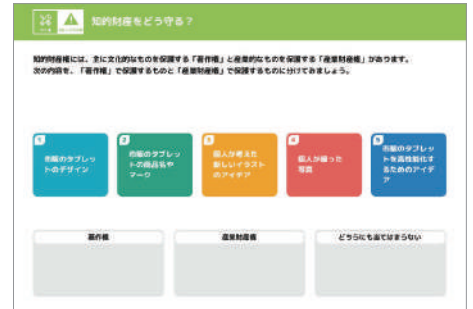 知的財産をどう守る？
知的財産権には、主に文化的なものを保護する「著作権」と産業的なものを保護する「産業財産権」があります。
次の内容を、「著作権」で保護するものと「産業財産権」で保護するものに分けてみましょう。
1
市販のタブレッ
トのデザイン
2
市販のタブレッ
トの商品名や
マーク
3
個人が考えた
新しいイラスト
のアイデア
4
個人が撮った
写真
5
市販のタブレッ
トを高性能化す
るためのアイデ
ア
著作権
産業財産権
どちらにも当てはまらない